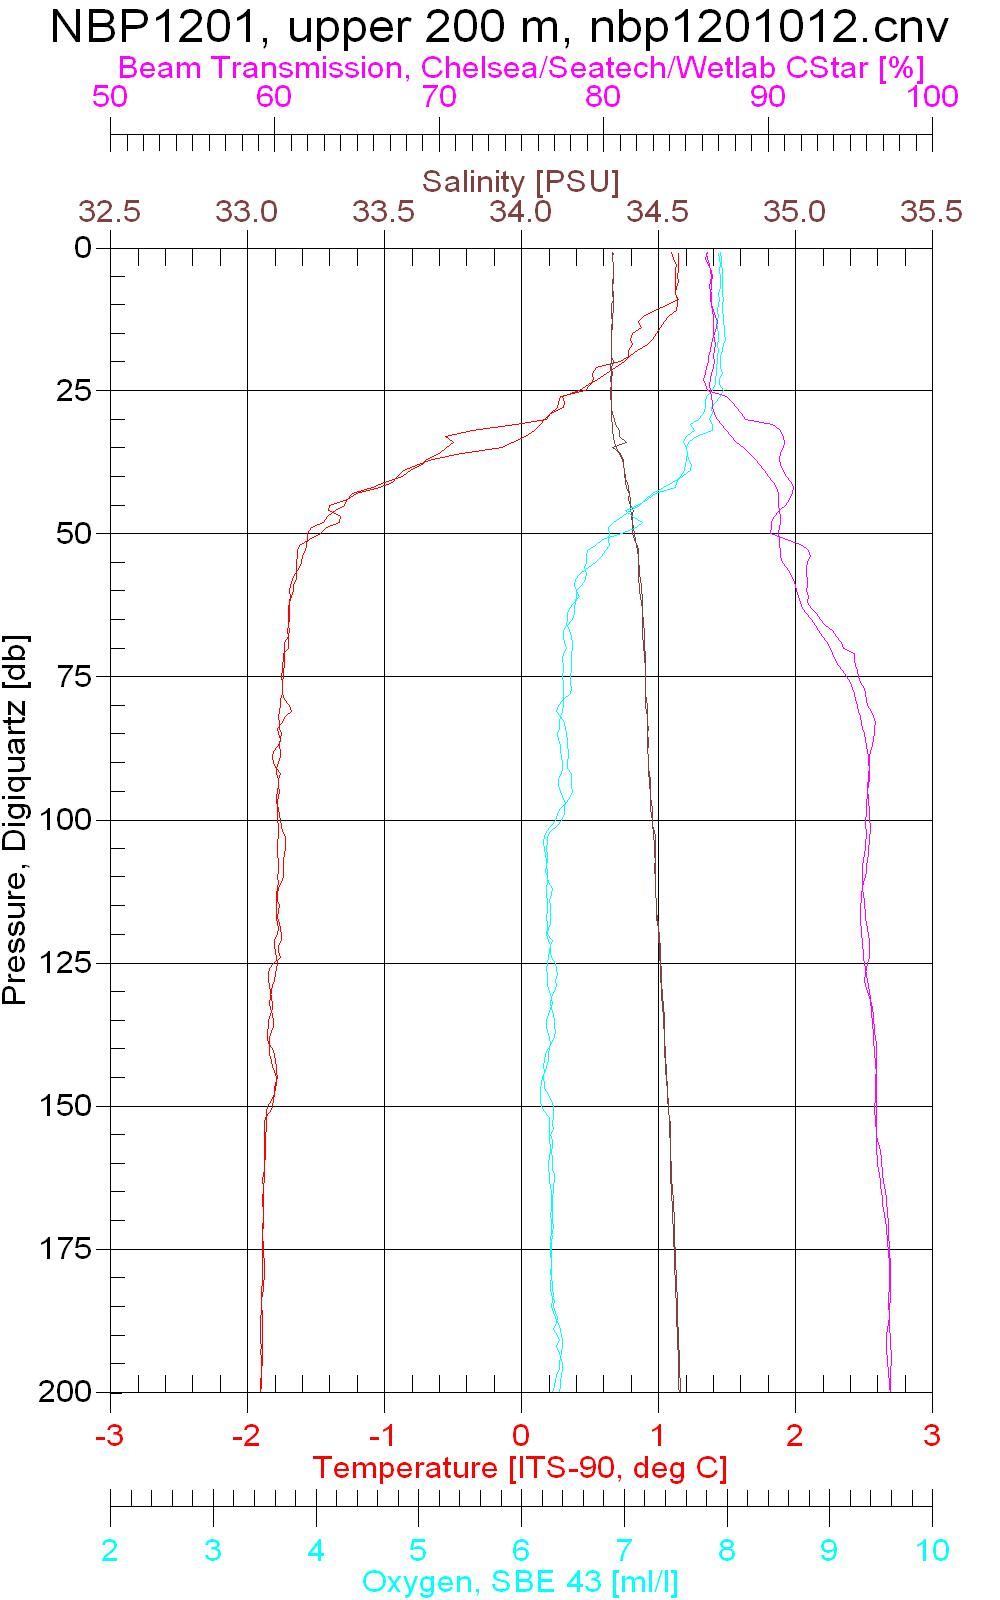 NBP1201, upper 200 m, nbp1201012.cnv
Beam Transmission, Chelsea/Seatech/Wetlab CStar [%]
50 60 70 80 90 100
Salinity [PSU]
32.5 33.0 33.5 34.0 34.5 35.0 35.5
0
25
50
75
100
125
150
175
200
Pressure, Digiquartz [db]
-3 -2 -1 0 1 2 3
Temperature [ITS-90, deg C]
2 3 4 5 6 7 8 9 10
Oxygen, SBE 43 [ml/l]